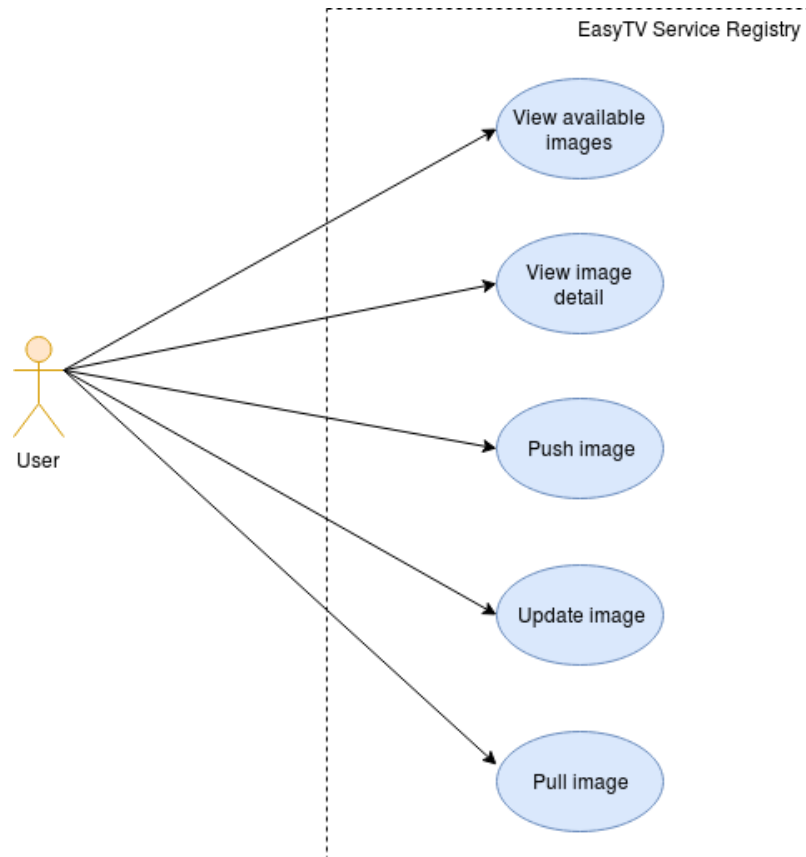 EasyTV Service Registry
View available
images
View image
detail
Push image
User
Update image
Pull image